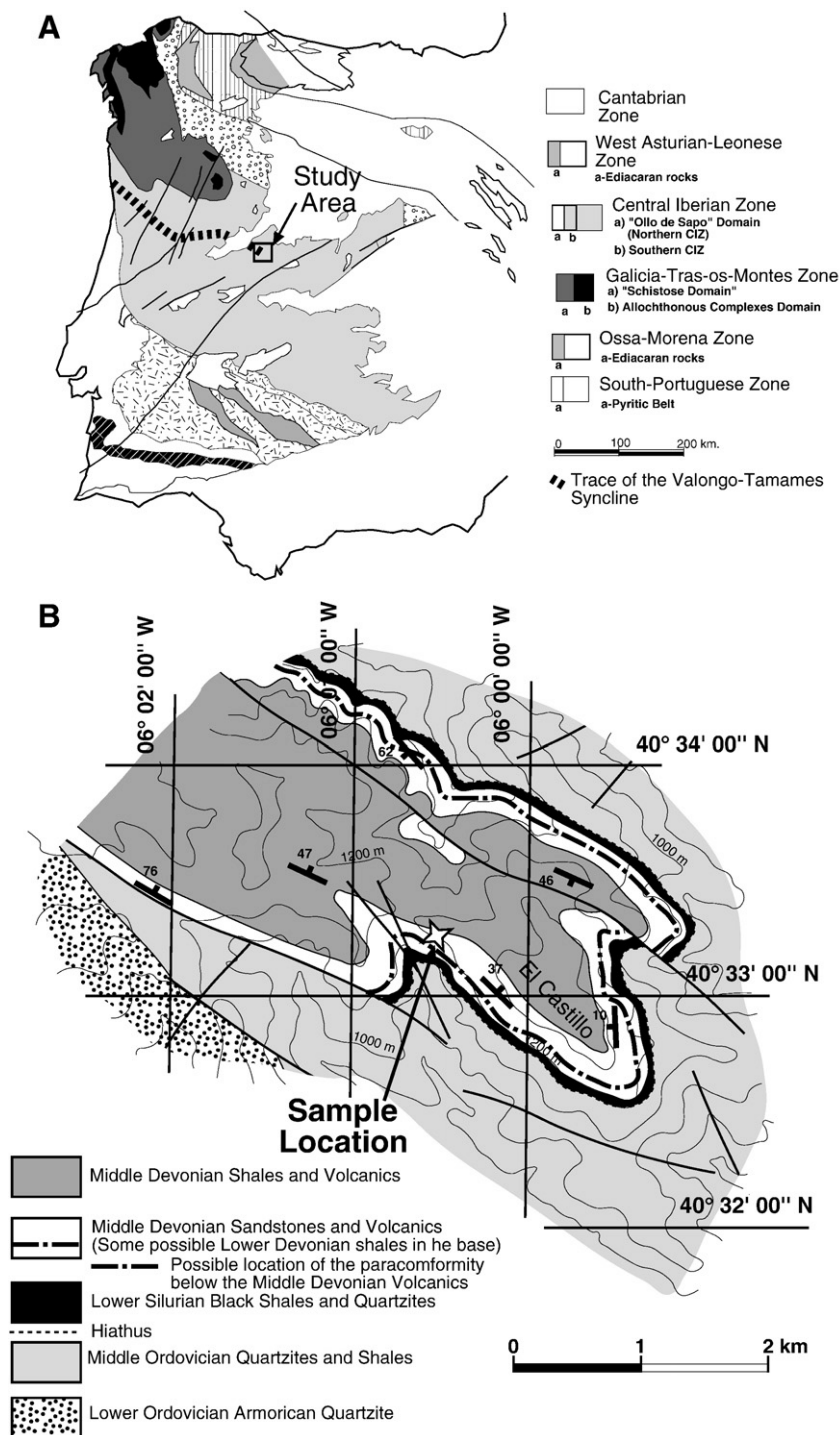 A
Study
Area
Cantabrian
Zone
West Asturian-Leonese
Zone
a
a-Ediacaran rocks
Central Iberian Zone
a) "Ollo de Sapo" Domain
(Northern CIZ)
a b
b) Southern CIZ
Galicia-Tras-os-Montes Zone
a) "Schistose Domain"
a b
b) Allochthonous Complexes Domain
Ossa-Morena Zone
a
a-Ediacaran rocks
South-Portuguese Zone
a
a-Pyritic Belt
0 100 200 km.
Trace of the Valongo-Tamames
Syncline
B
06° 02' 00'' W
06° 00' 00'' W
40° 34' 00'' N
62
1000 m
1200 m
47
76
46
40° 33' 00'' N
37
El Castillo
10
1000 m
Sample
Location
40° 32' 00'' N
Middle Devonian Shales and Volcanics
Middle Devonian Sandstones and Volcanics
(Some possible Lower Devonian shales in he base)
Possible location of the paracomformity
below the Middle Devonian Volcanics
Lower Silurian Black Shales and Quartzites
Hiathus
Middle Ordovician Quartzites and Shales
Lower Ordovician Armorican Quartzite
0 1 2 km